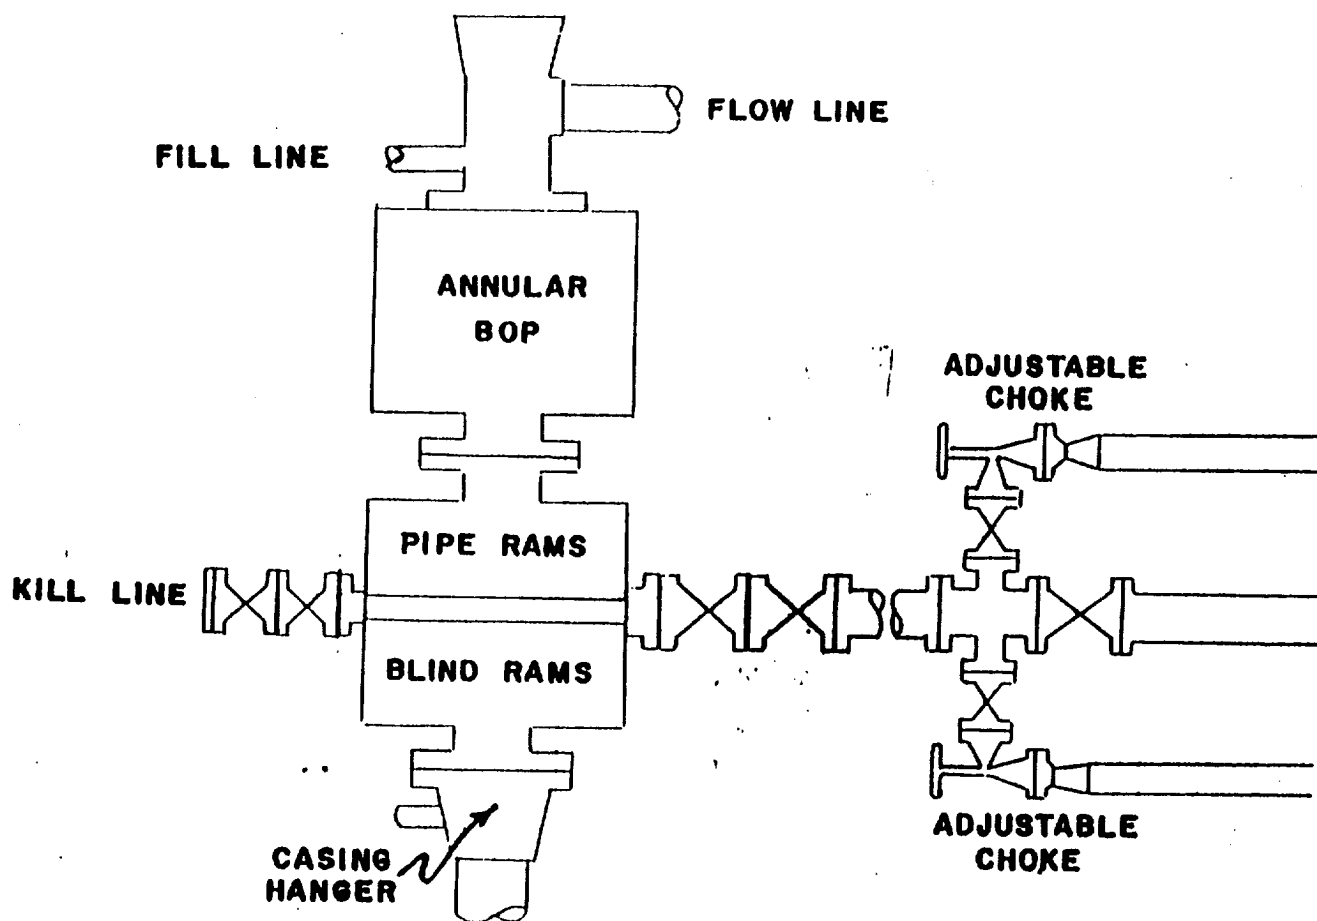 FLOW LINE
FILL LINE
ANNULAR
BOP
ADJUSTABLE
CHOKE
PIPE RAMS
KILL LINE
BLIND RAMS
ADJUSTABLE
CHOKE
CASING
HANGER